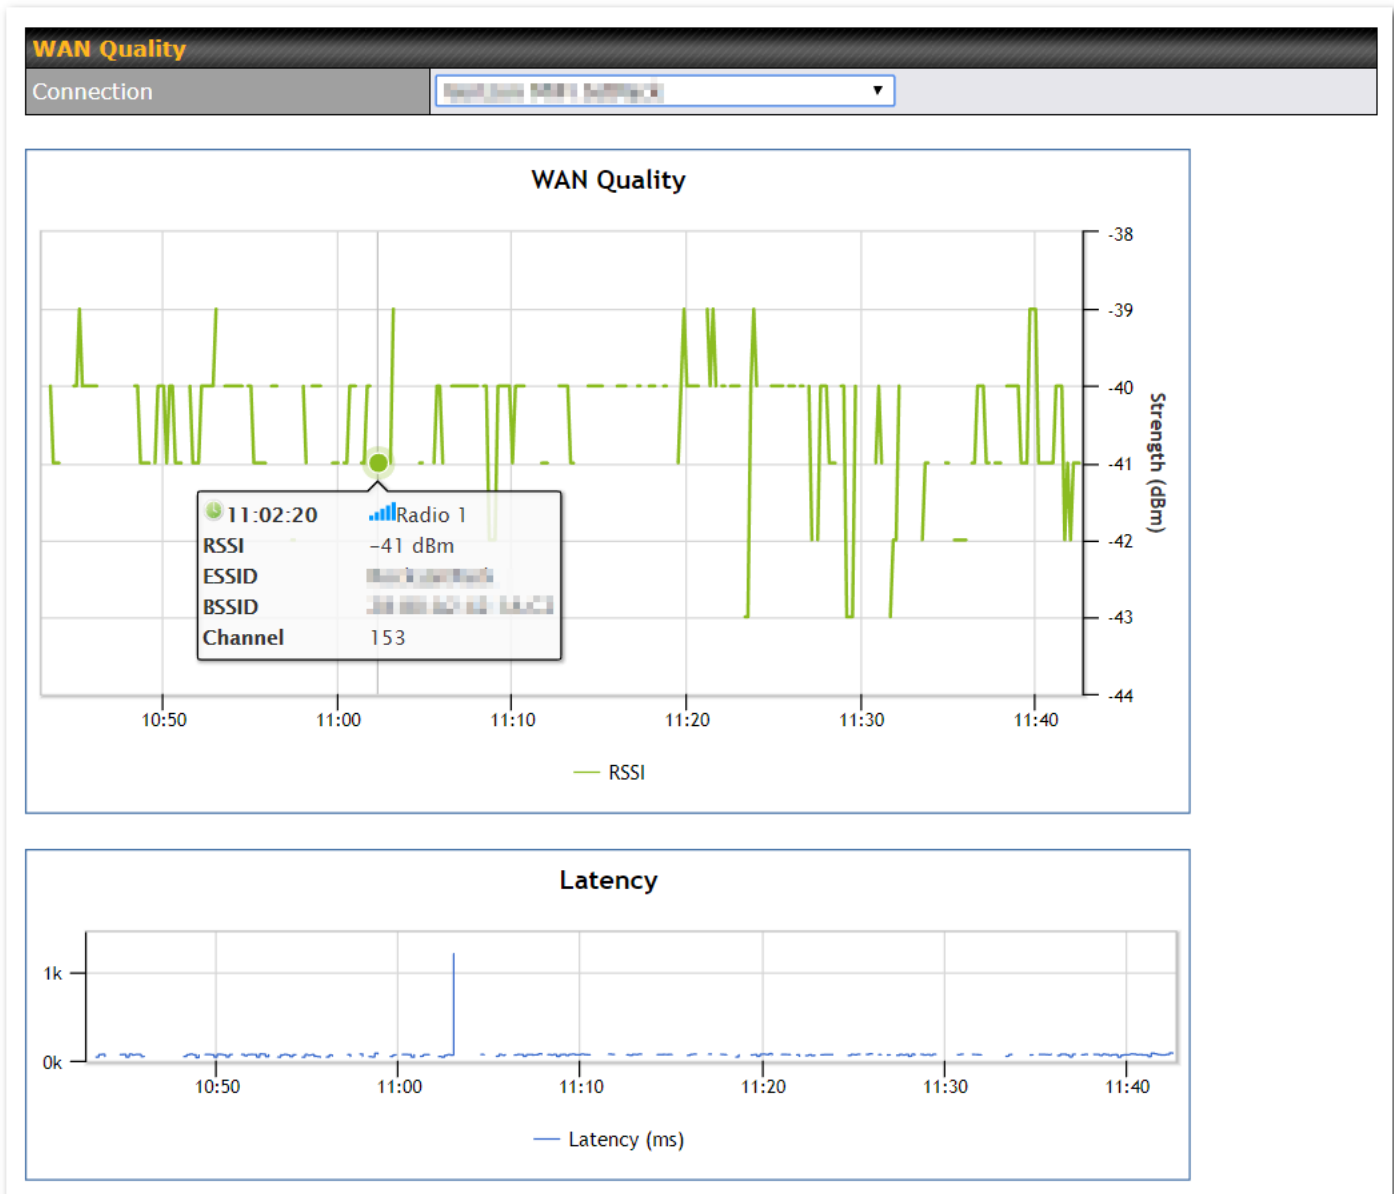 WAN Quality
Connection
WAN Quality
-38
-39
-40
-41
-42
-43
-44
Strength (dBm)
11:02:20 Radio 1
RSSI -41 dBm
ESSID
BSSID
Channel 153
10:50 11:00 11:10 11:20 11:30 11:40
RSSI
Latency
1k
0k
10:50 11:00 11:10 11:20 11:30 11:40
Latency (ms)